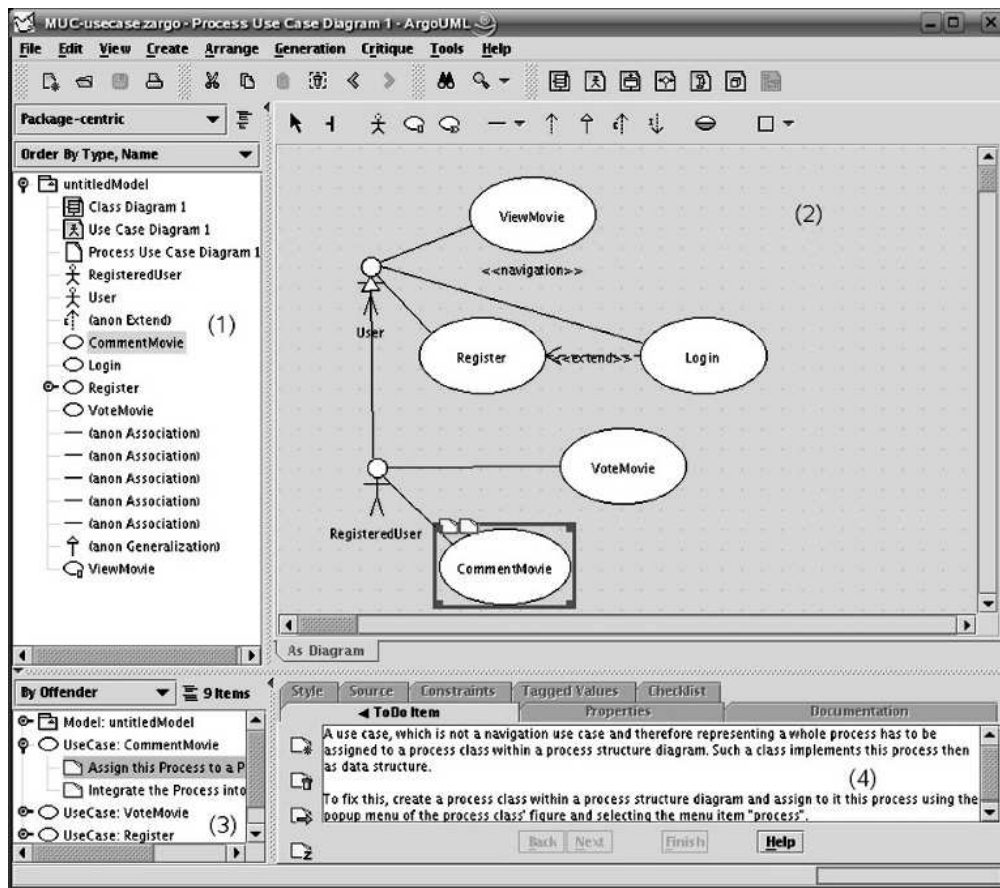 MUC-usecase.zargo - Process Use Case Diagram 1 - ArgoUML
File Edit View Create Arrange Generation Critique Tools Help
Package-centric
Order By Type, Name
untitledModel
Class Diagram 1
Use Case Diagram 1
Process Use Case Diagram 1
RegisteredUser
User
(anon Extend)
(1)
CommentMovie
Login
Register
VoteMovie
(anon Association)
(anon Association)
(anon Association)
(anon Association)
(anon Association)
(anon Generalization)
ViewMovie
ViewMovie
(2)
<<navigation>>
User
Register
<<extend>>
Login
VoteMovie
RegisteredUser
CommentMovie
As Diagram
By Offender
9 Items
Model: untitledModel
UseCase: CommentMovie
Assign this Process to a P
Integrate the Process into
UseCase: VoteMovie
(3)
UseCase: Register
Style Source Constraints Tagged Values Checklist
ToDo Item Properties Documentation
A use case, which is not a navigation use case and therefore representing a whole process has to be
assigned to a process class within a process structure diagram. Such a class implements this process then
as data structure.
(4)
To fix this, create a process class within a process structure diagram and assign to it this process using the
popup menu of the process class' figure and selecting the menu item "process".
Back Next Finish Help